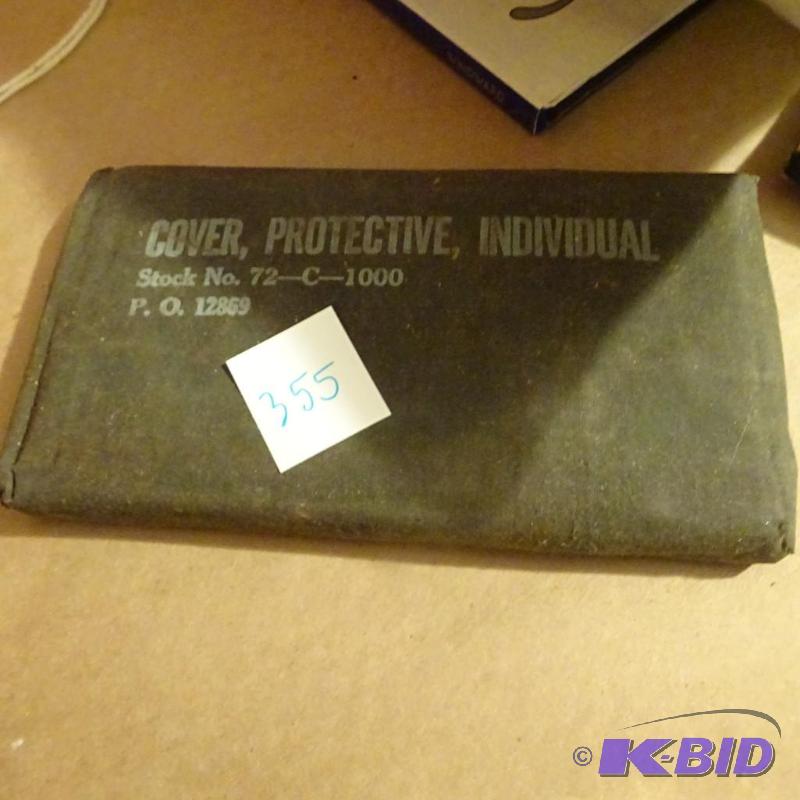 COVER, PROTECTIVE, INDIVIDUAL
Stock No. 72—C—1000
P. O. 12869
355
© K-BID